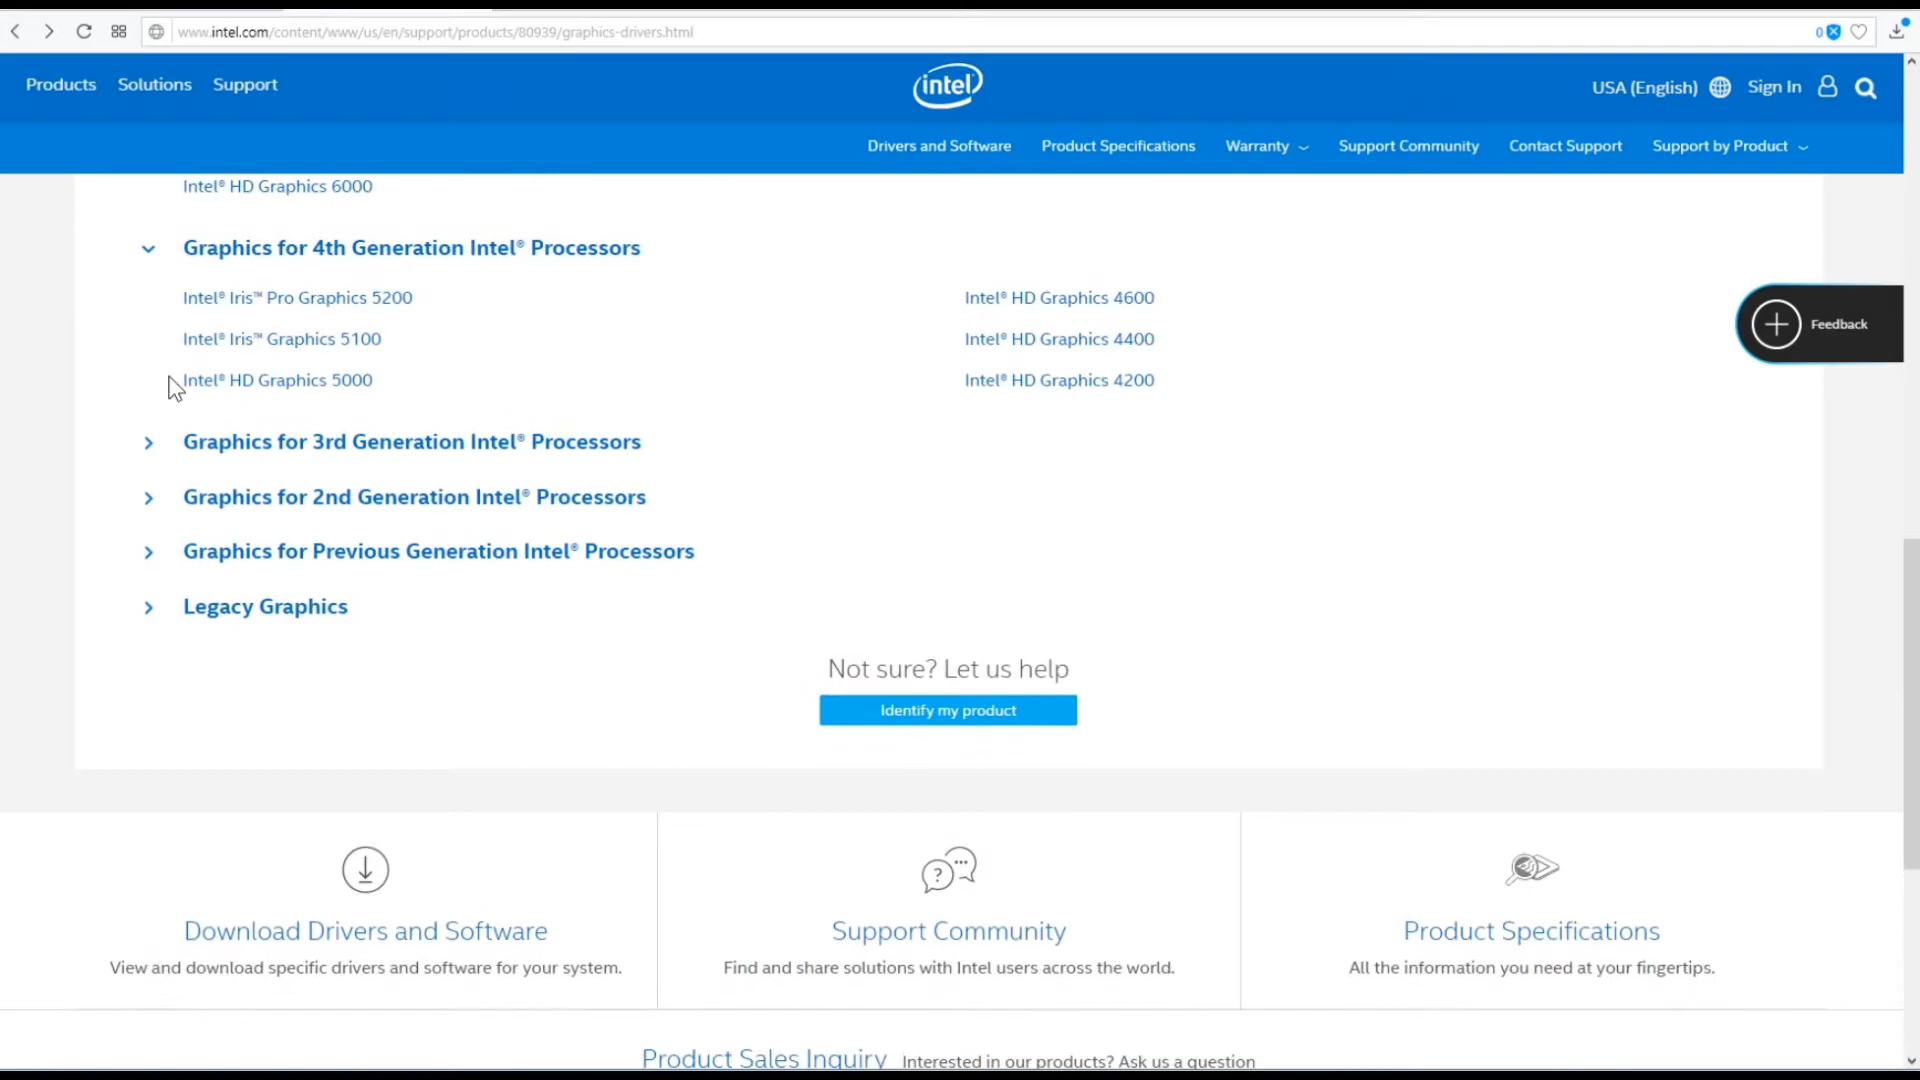 www.intel.com/content/www/us/en/support/products/80939/graphics-drivers.html
0
Products Solutions Support
intel
USA (English) Sign In
Drivers and Software Product Specifications Warranty Support Community Contact Support Support by Product
Intel® HD Graphics 6000
Graphics for 4th Generation Intel® Processors
Intel® Iris™ Pro Graphics 5200
Intel® HD Graphics 4600
Intel® Iris™ Graphics 5100
Intel® HD Graphics 4400
Intel® HD Graphics 5000
Intel® HD Graphics 4200
Feedback
Graphics for 3rd Generation Intel® Processors
Graphics for 2nd Generation Intel® Processors
Graphics for Previous Generation Intel® Processors
Legacy Graphics
Not sure? Let us help
Identify my product
Download Drivers and Software
View and download specific drivers and software for your system.
Support Community
Find and share solutions with Intel users across the world.
Product Specifications
All the information you need at your fingertips.
Product Sales Inquiry Interested in our products? Ask us a question